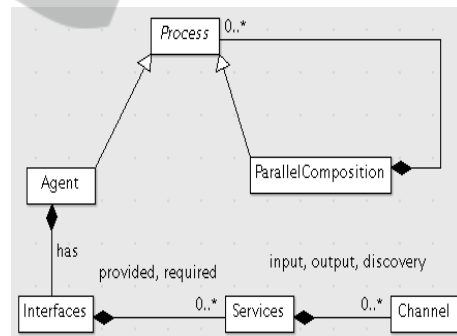 Process
0..*
Agent
ParallelComposition
has
provided, required
input, output, discovery
Interfaces
0..*
Services
0..*
Channel